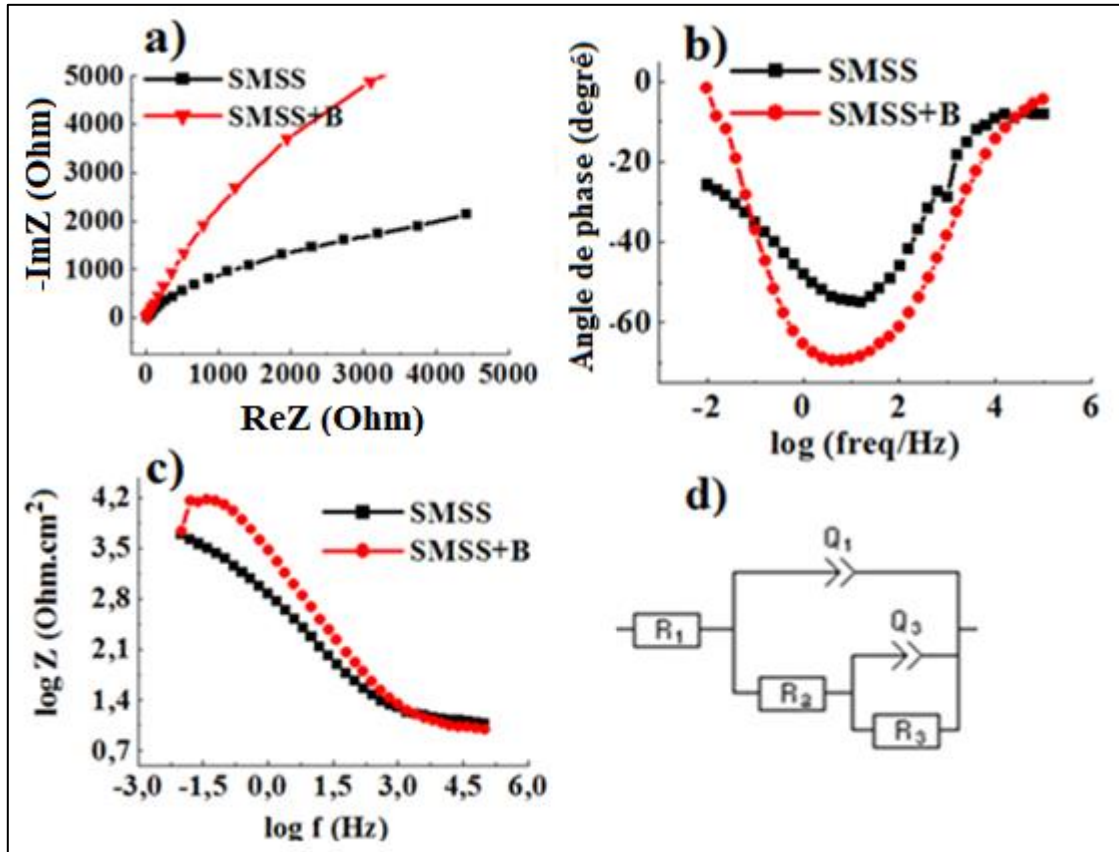 a)
SMSS
SMSS+B
5000
4000
3000
2000
1000
0
-ImZ (Ohm)
0 1000 2000 3000 4000 5000
ReZ (Ohm)
b)
SMSS
SMSS+B
0
-20
-40
-60
Angle de phase (degré)
-2 0 2 4 6
log (freq/Hz)
c)
SMSS
SMSS+B
4,2
3,5
2,8
2,1
1,4
0,7
log Z (Ohm.cm²)
-3,0 -1,5 0,0 1,5 3,0 4,5 6,0
log f (Hz)
d)
Q1
R1
Q3
R2
R3